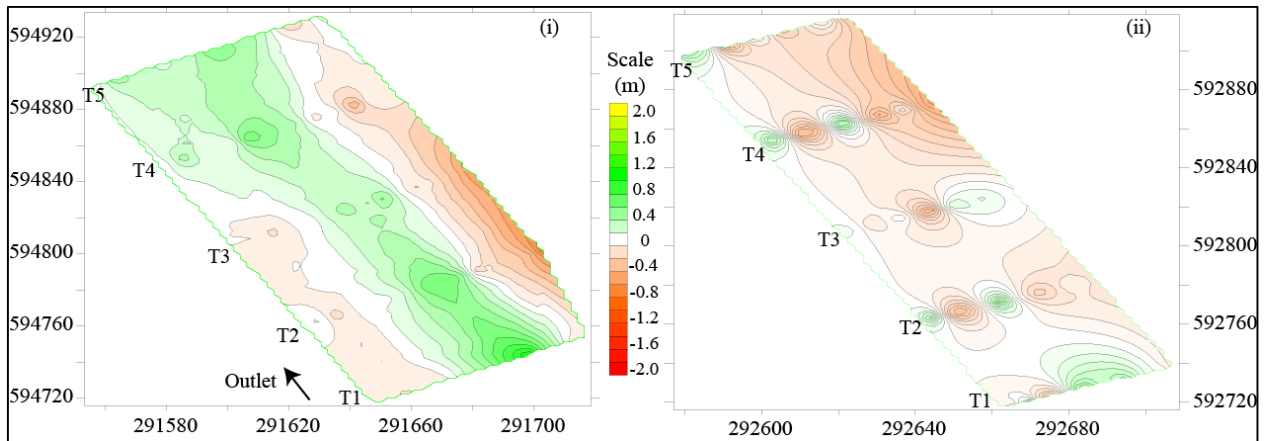 (i)
594920
594880
594840
594800
594760
594720
T5
T4
T3
T2
T1
Outlet
291580
291620
291660
291700
Scale
(m)
2.0
1.6
1.2
0.8
0.4
0
-0.4
-0.8
-1.2
-1.6
-2.0
(ii)
T5
T4
T3
T2
T1
592880
592840
592800
592760
592720
292600
292640
292680